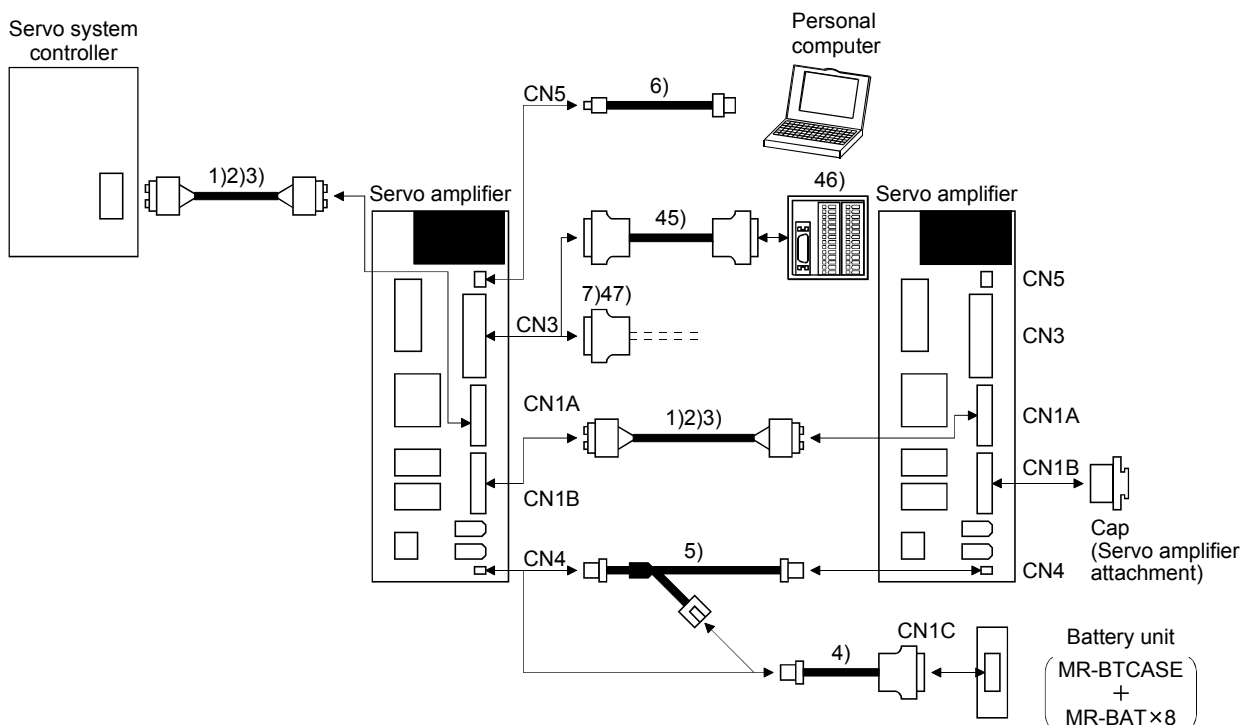 Servo system
controller
Personal
computer
CN5
6)
1)2)3)
Servo amplifier
46)
Servo amplifier
45)
CN5
7)47)
CN3
CN3
CN1A
1)2)3)
CN1A
CN1B
CN1B
Cap
(Servo amplifier
attachment)
CN4
5)
CN4
CN1C
4)
Battery unit
MR-BTCASE
+
MR-BAT×8